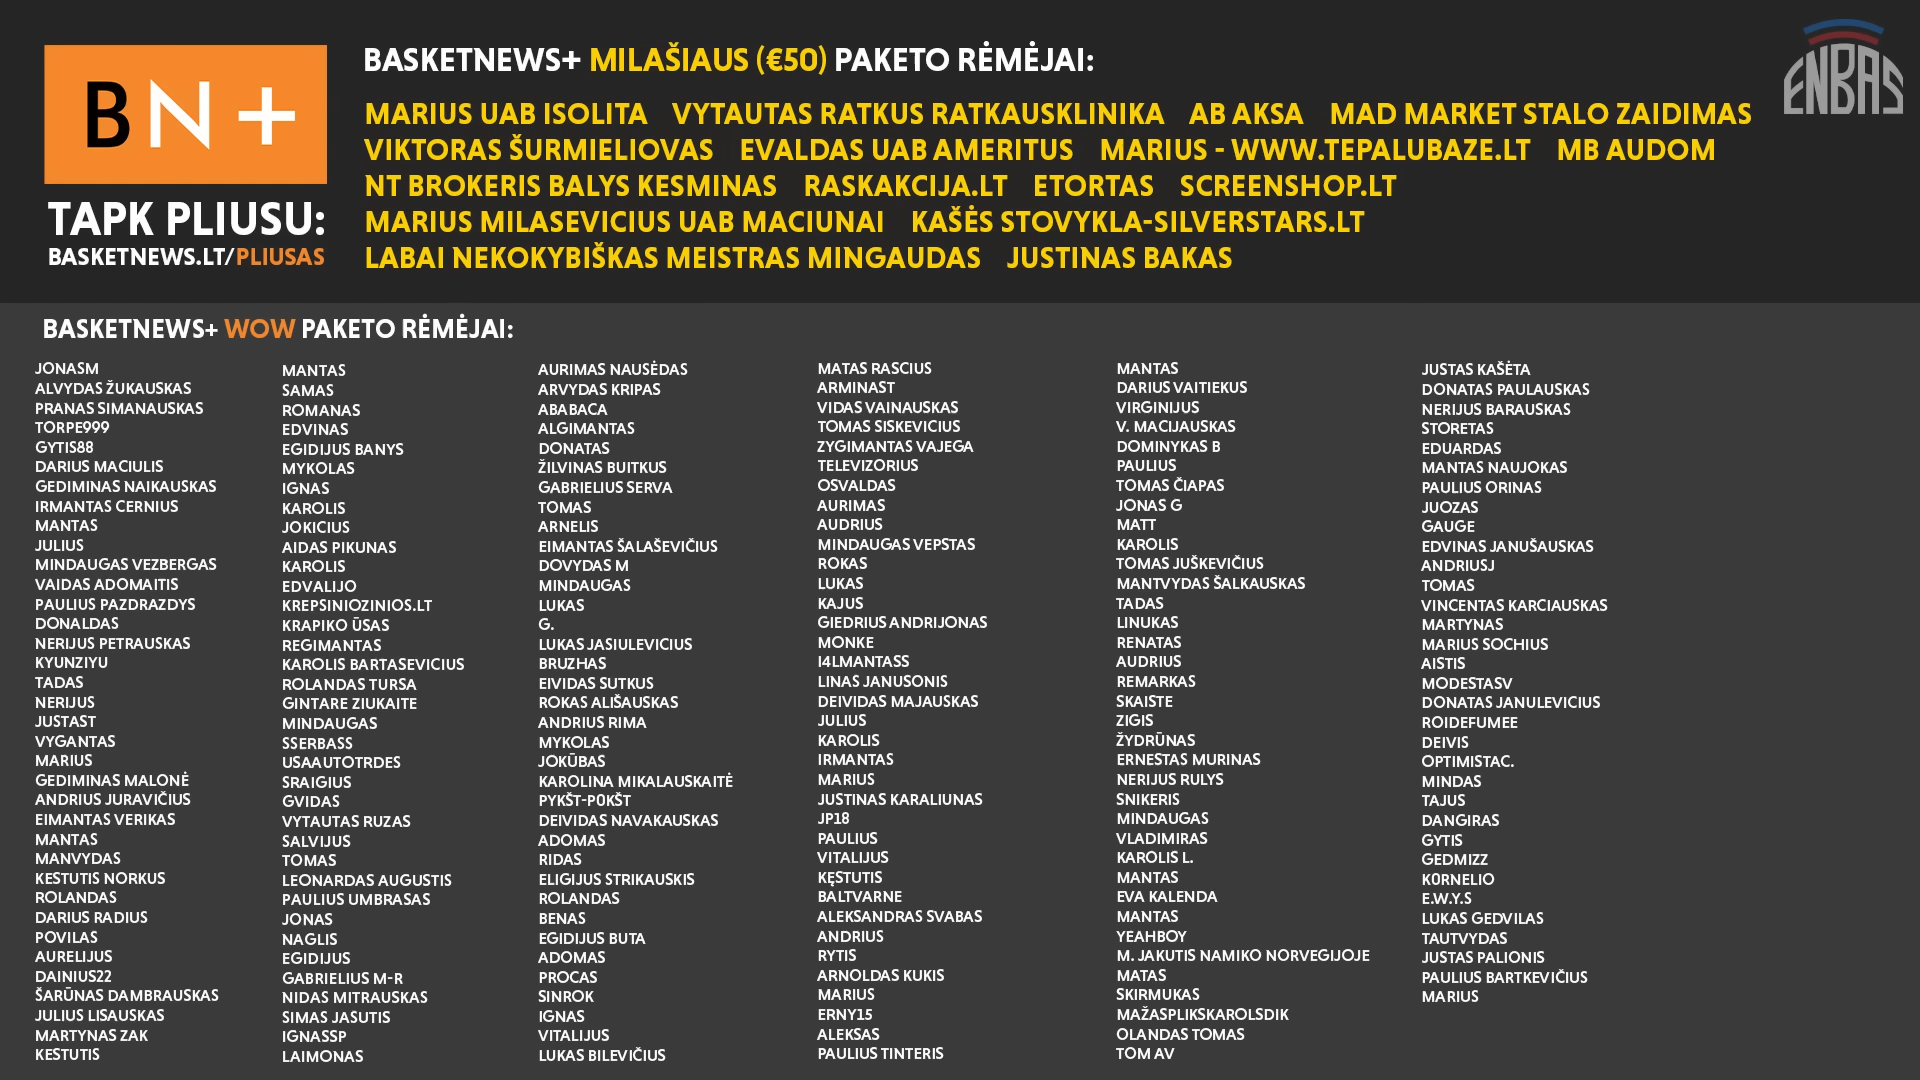 BN+
TAPK PLIUSU:
BASKETNEWS.LT/PLIUSAS
BASKETNEWS+ MILAŠIAUS (€50) PAKETO RĖMĖJAI:
MARIUS UAB ISOLITA VYTAUTAS RATKUS RATKAUSKLINIKA AB AKSA MAD MARKET STALO ZAIDIMAS
VIKTORAS ŠURMIELIOVAS EVALDAS UAB AMERITUS MARIUS - WWW.TEPALUBAZE.LT MB AUDOM
NT BROKERIS BALYS KESMINAS RASKAKCIJA.LT ETORTAS SCREENSHOP.LT
MARIUS MILASEVICIUS UAB MACIUNAI KAŠĖS STOVYKLA-SILVERSTARS.LT
LABAI NEKOKYBIŠKAS MEISTRAS MINGAUDAS JUSTINAS BAKAS
ENBAS
BASKETNEWS+ WOW PAKETO RĖMĖJAI:
JONASM
ALVYDAS ŽUKAUSKAS
PRANAS SIMANAUSKAS
TORPE999
GYTIS88
DARIUS MACIULIS
GEDIMINAS NAIKAUSKAS
IRMANTAS CERNIUS
MANTAS
JULIUS
MINDAUGAS VEZBERGAS
VAIDAS ADOMAITIS
PAULIUS PAZDRAZDYS
DONALDAS
NERIJUS PETRAUSKAS
KYUNZIYU
TADAS
NERIJUS
JUSTAST
VYGANTAS
MARIUS
GEDIMINAS MALONĖ
ANDRIUS JURAVIČIUS
EIMANTAS VERIKAS
MANTAS
MANVYDAS
KESTUTIS NORKUS
ROLANDAS
DARIUS RADIUS
POVILAS
AURELIJUS
DAINIUS22
ŠARŪNAS DAMBRAUSKAS
JULIUS LISAUSKAS
MARTYNAS ZAK
KESTUTIS
MANTAS
SAMAS
ROMANAS
EDVINAS
EGIDIJUS BANYS
MYKOLAS
IGNAS
KAROLIS
JOKICIUS
AIDAS PIKUNAS
KAROLIS
EDVALIJO
KREPSINIOZINIOS.LT
KRAPIKO ŪSAS
REGIMANTAS
KAROLIS BARTASEVICIUS
ROLANDAS TURSA
GINTARE ZIUKAITE
MINDAUGAS
SSERBASS
USAAUTOTRDES
SRAIGIUS
GVIDAS
VYTAUTAS RUZAS
SALVIJUS
TOMAS
LEONARDAS AUGUSTIS
PAULIUS UMBRASAS
JONAS
NAGLIS
EGIDIJUS
GABRIELIUS M-R
NIDAS MITRAUSKAS
SIMAS JASUTIS
IGNASSP
LAIMONAS
AURIMAS NAUSĖDAS
ARVYDAS KRIPAS
ABABACA
ALGIMANTAS
DONATAS
ŽILVINAS BUITKUS
GABRIELIUS SERVA
TOMAS
ARNELIS
EIMANTAS ŠALAŠEVIČIUS
DOVYDAS M
MINDAUGAS
LUKAS
G.
LUKAS JASIULEVICIUS
BRUZHAS
EIVIDAS SUTKUS
ROKAS ALIŠAUSKAS
ANDRIUS RIMA
MYKOLAS
JOKŪBAS
KAROLINA MIKALAUSKAITĖ
PYKŠT-POKŠT
DEIVIDAS NAVAKAUSKAS
ADOMAS
RIDAS
ELIGIJUS STRIKAUSKIS
ROLANDAS
BENAS
EGIDIJUS BUTA
ADOMAS
PROCAS
SINROK
IGNAS
VITALIJUS
LUKAS BILEVIČIUS
MATAS RASCIUS
ARMINAST
VIDAS VAINAUSKAS
TOMAS SISKEVICIUS
ZYGIMANTAS VAJEGA
TELEVIZORIUS
OSVALDAS
AURIMAS
AUDRIUS
MINDAUGAS VEPSTAS
ROKAS
LUKAS
KAJUS
GIEDRIUS ANDRIJONAS
MONKE
I4LMANTASS
LINAS JANUSONIS
DEIVIDAS MAJAUSKAS
JULIUS
KAROLIS
IRMANTAS
MARIUS
JUSTINAS KARALIUNAS
JP18
PAULIUS
VITALIJUS
KĘSTUTIS
BALTVARNE
ALEKSANDRAS SVABAS
ANDRIUS
RYTIS
ARNOLDAS KUKIS
MARIUS
ERNY15
ALEKSAS
PAULIUS TINTERIS
MANTAS
DARIUS VAITIEKUS
VIRGINIJUS
V. MACIJAUSKAS
DOMINYKAS B
PAULIUS
TOMAS ČIAPAS
JONAS G
MATT
KAROLIS
TOMAS JUŠKEVIČIUS
MANTVYDAS ŠALKAUSKAS
TADAS
LINUKAS
RENATAS
AUDRIUS
REMARKAS
SKAISTE
ZIGIS
ŽYDRŪNAS
ERNESTAS MURINAS
NERIJUS RULYS
SNIKERIS
MINDAUGAS
VLADIMIRAS
KAROLIS L.
MANTAS
EVA KALENDA
MANTAS
YEAHBOY
M. JAKUTIS NAMIKO NORVEGIJOJE
MATAS
SKIRMUKAS
MAŽASPLIKSKAROLSDIK
OLANDAS TOMAS
TOM AV
JUSTAS KAŠĖTA
DONATAS PAULAUSKAS
NERIJUS BARAUSKAS
STORETAS
EDUARDAS
MANTAS NAUJOKAS
PAULIUS ORINAS
JUOZAS
GAUGE
EDVINAS JANUŠAUSKAS
ANDRIUSJ
TOMAS
VINCENTAS KARCIAUSKAS
MARTYNAS
MARIUS SOCHIUS
AISTIS
MODESTASV
DONATAS JANULEVICIUS
ROIDEFUMEE
DEIVIS
OPTIMISTAC.
MINDAS
TAJUS
DANGIRAS
GYTIS
GEDMIZZ
KORNELIO
E.W.Y.S
LUKAS GEDVILAS
TAUTVYDAS
JUSTAS PALIONIS
PAULIUS BARTKEVIČIUS
MARIUS